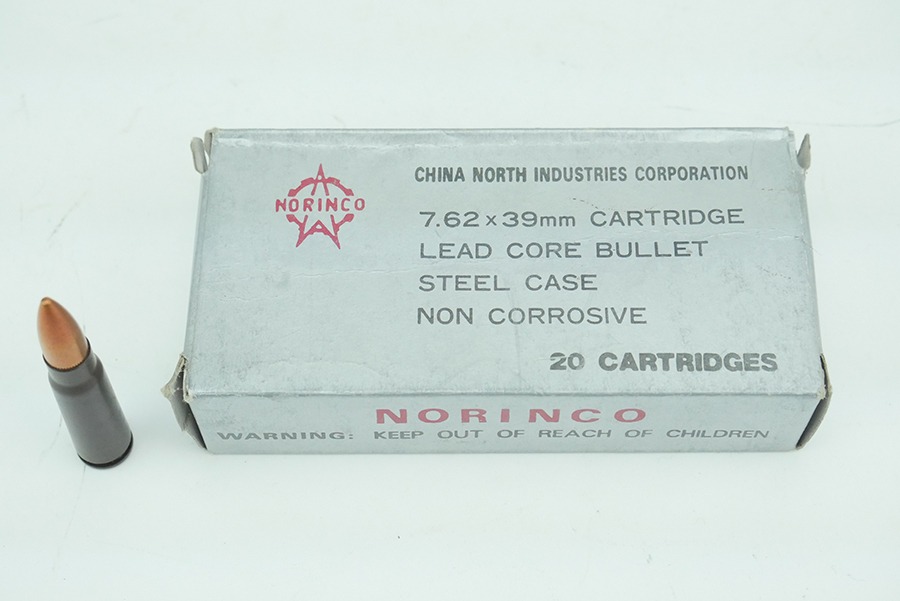 NORINCO
CHINA NORTH INDUSTRIES CORPORATION
7.62×39mm CARTRIDGE
LEAD CORE BULLET
STEEL CASE
NON CORROSIVE
20 CARTRIDGES
NORINCO
WARNING: KEEP OUT OF REACH OF CHILDREN